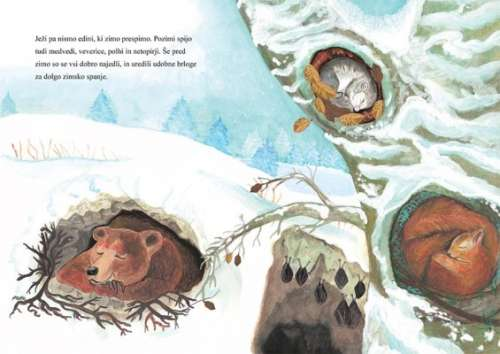 Ježi pa nismo edini, ki zimo prespimo. Pozimi spijo
tudi medvedi, veverice, polhi in netopirji. Še pred
zimo so se vsi dobro najedli, in uredili udobne brloge
za dolgo zimsko spanje.